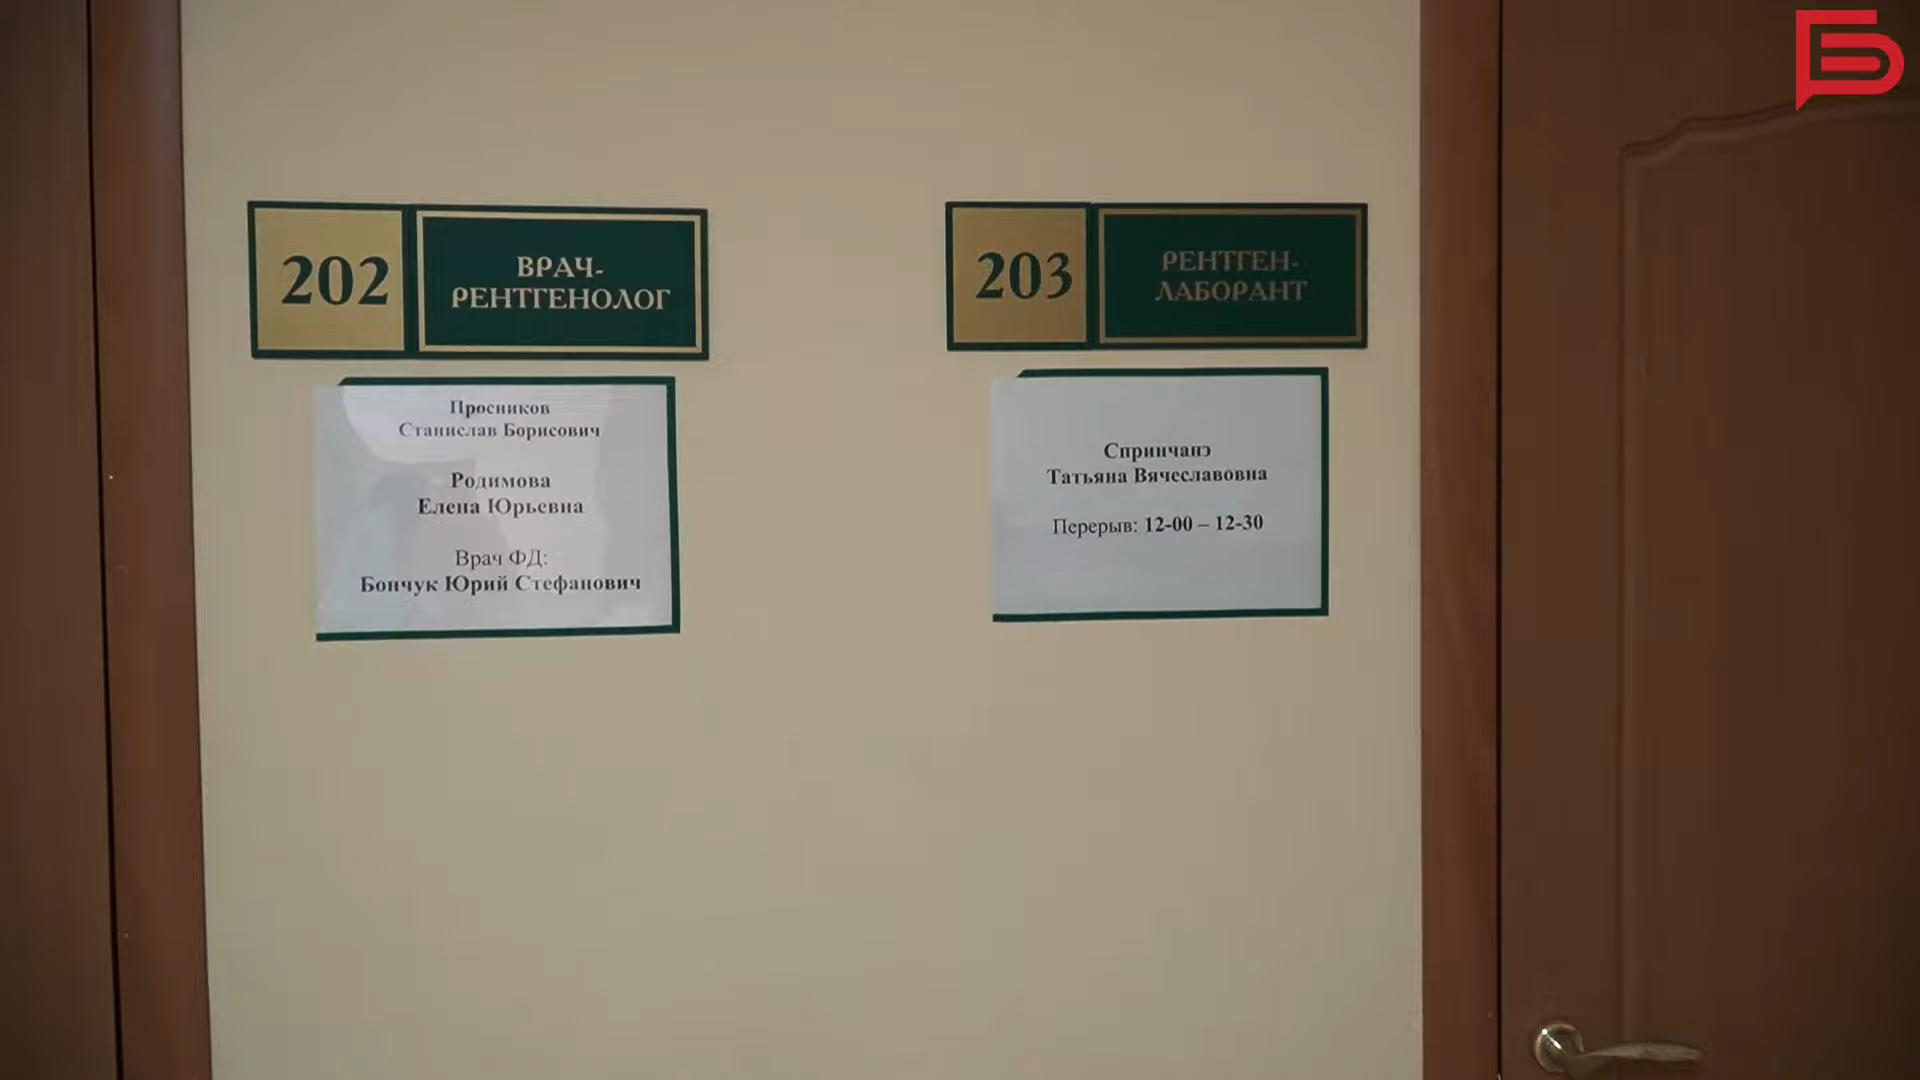 202
ВРАЧ-
РЕНТГЕНОЛОГ
Просников
Станислав Борисович
Родимова
Елена Юрьевна
Врач ФД:
Бопчук Юрий Стефанович
203
РЕНТГЕН-
ЛАБОРАНТ
Спринчанэ
Татьяна Вячеславовна
Перерыв: 12-00 – 12-30